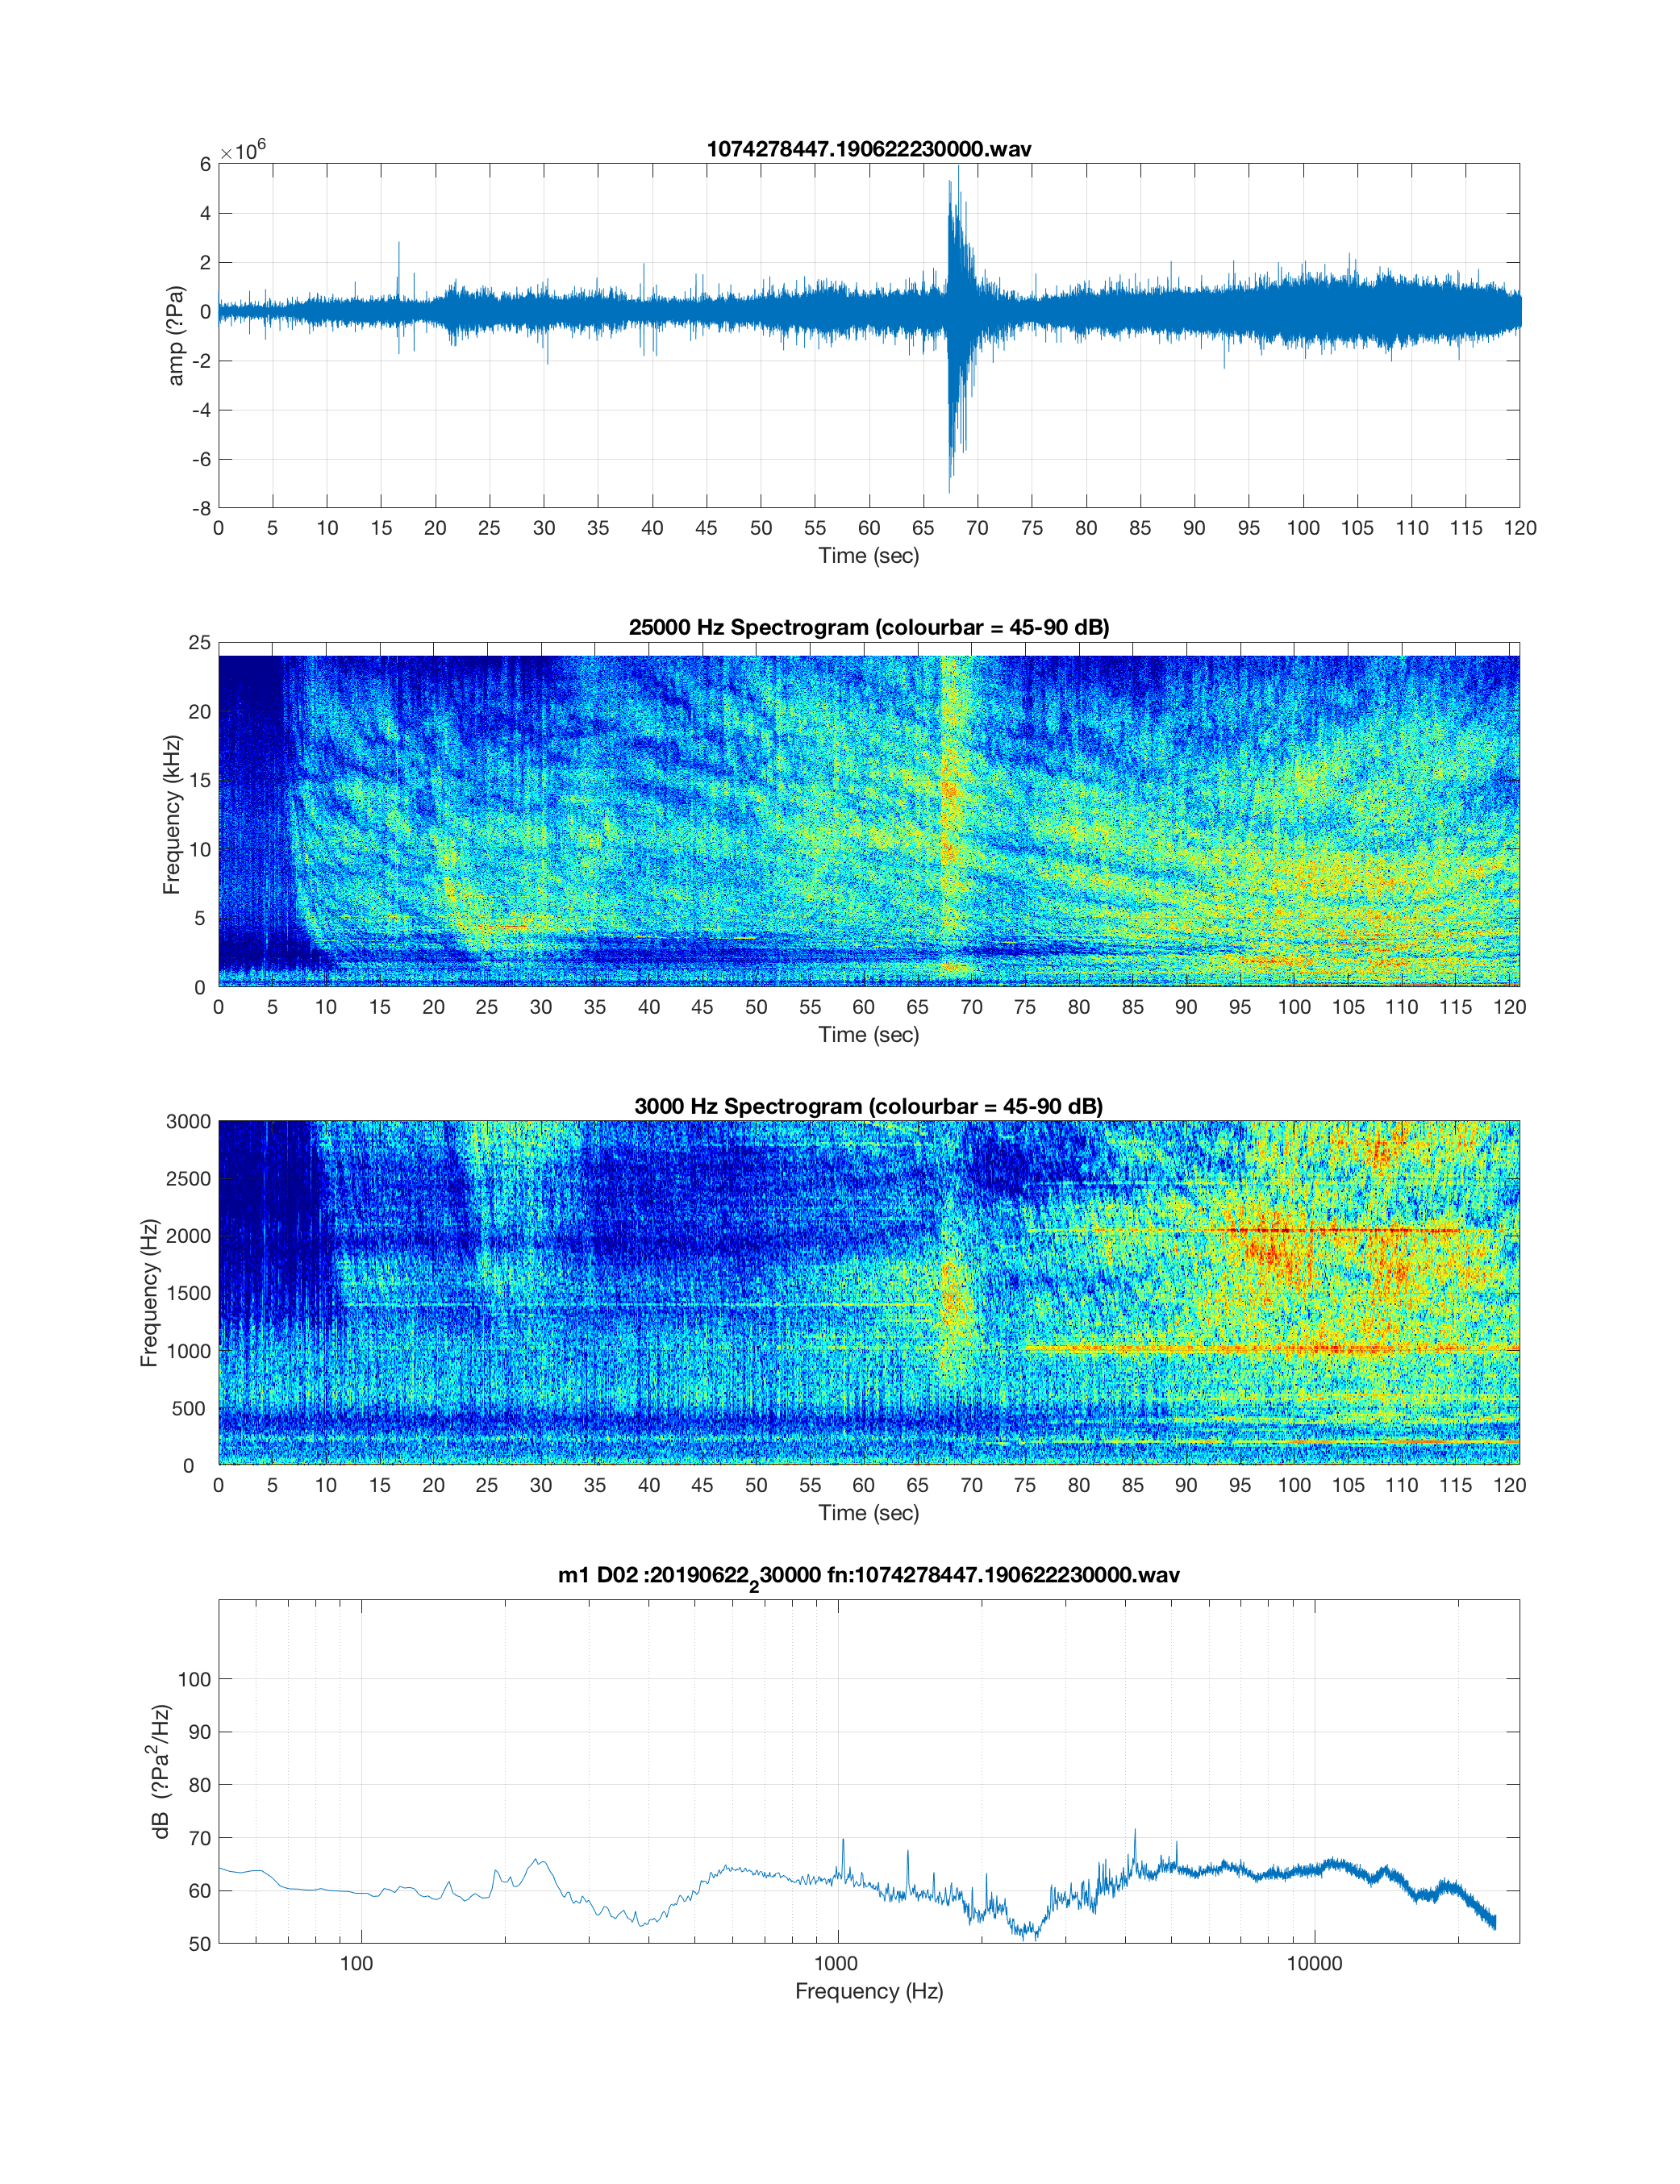 1074278447.190622230000.wav
×10^6
6
4
2
0
-2
-4
-6
-8
amp (?Pa)
0 5 10 15 20 25 30 35 40 45 50 55 60 65 70 75 80 85 90 95 100 105 110 115 120
Time (sec)
25000 Hz Spectrogram (colourbar = 45-90 dB)
25
20
15
10
5
0
Frequency (kHz)
0 5 10 15 20 25 30 35 40 45 50 55 60 65 70 75 80 85 90 95 100 105 110 115 120
Time (sec)
3000 Hz Spectrogram (colourbar = 45-90 dB)
3000
2500
2000
1500
1000
500
0
Frequency (Hz)
0 5 10 15 20 25 30 35 40 45 50 55 60 65 70 75 80 85 90 95 100 105 110 115 120
Time (sec)
m1 D02 :20190622_230000 fn:1074278447.190622230000.wav
100
90
80
70
60
50
dB (?Pa²/Hz)
100 1000 10000
Frequency (Hz)